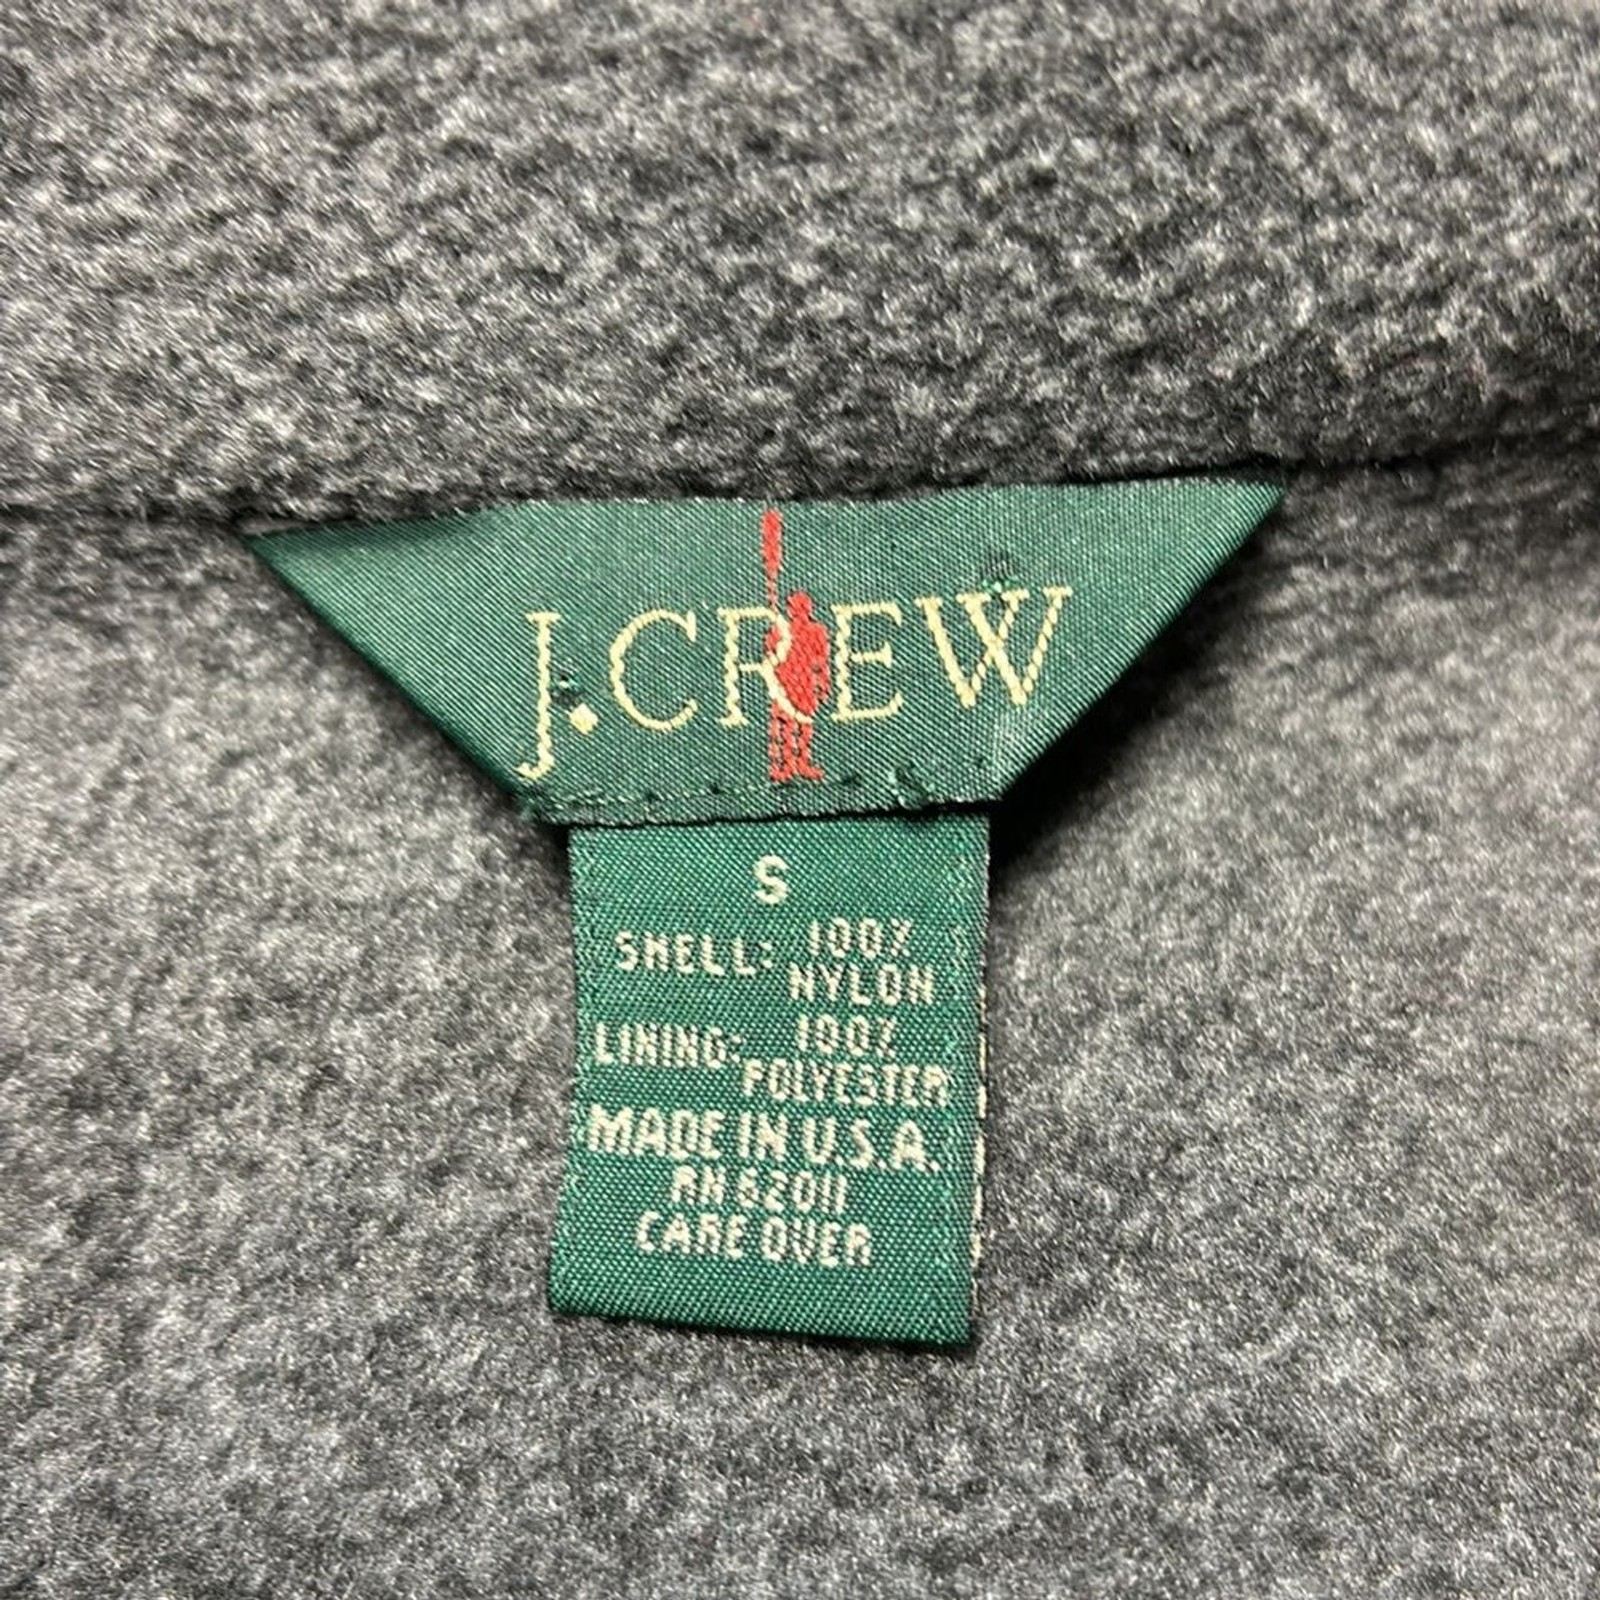 J.CREW
S
SHELL: 100%
NYLON
LINING: 100%
POLYESTER
MADE IN U.S.A.
RN 62011
CARE OVER